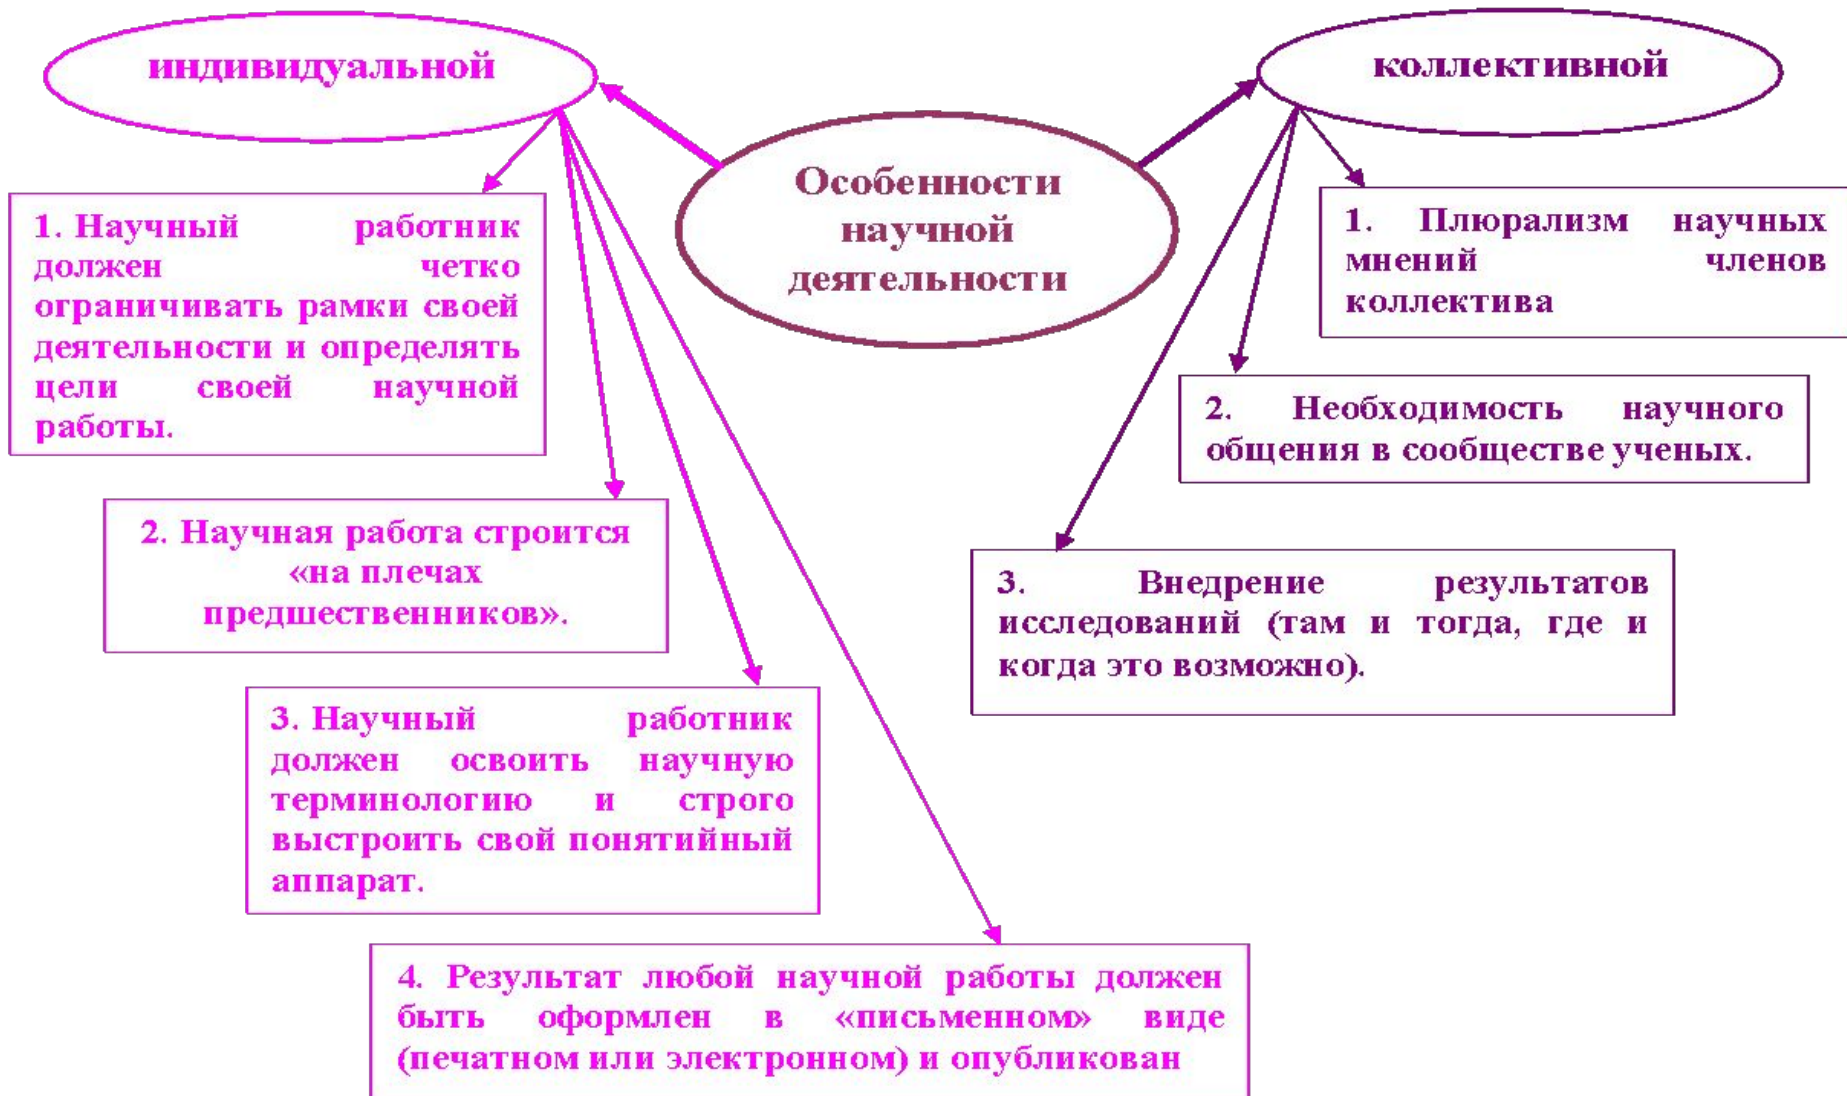 индивидуальной
коллективной
Особенности
научной
деятельности
1. Научный работник
должен четко
ограничивать рамки своей
деятельности и определять
цели своей научной
работы.
2. Научная работа строится
«на плечах
предшественников».
3. Научный работник
должен освоить научную
терминологию и строго
выстроить свой понятийный
аппарат.
4. Результат любой научной работы должен
быть оформлен в «письменном» виде
(печатном или электронном) и опубликован
1. Плюрализм научных
мнений членов
коллектива
2. Необходимость научного
общения в сообществе ученых.
3. Внедрение результатов
исследований (там и тогда, где и
когда это возможно).